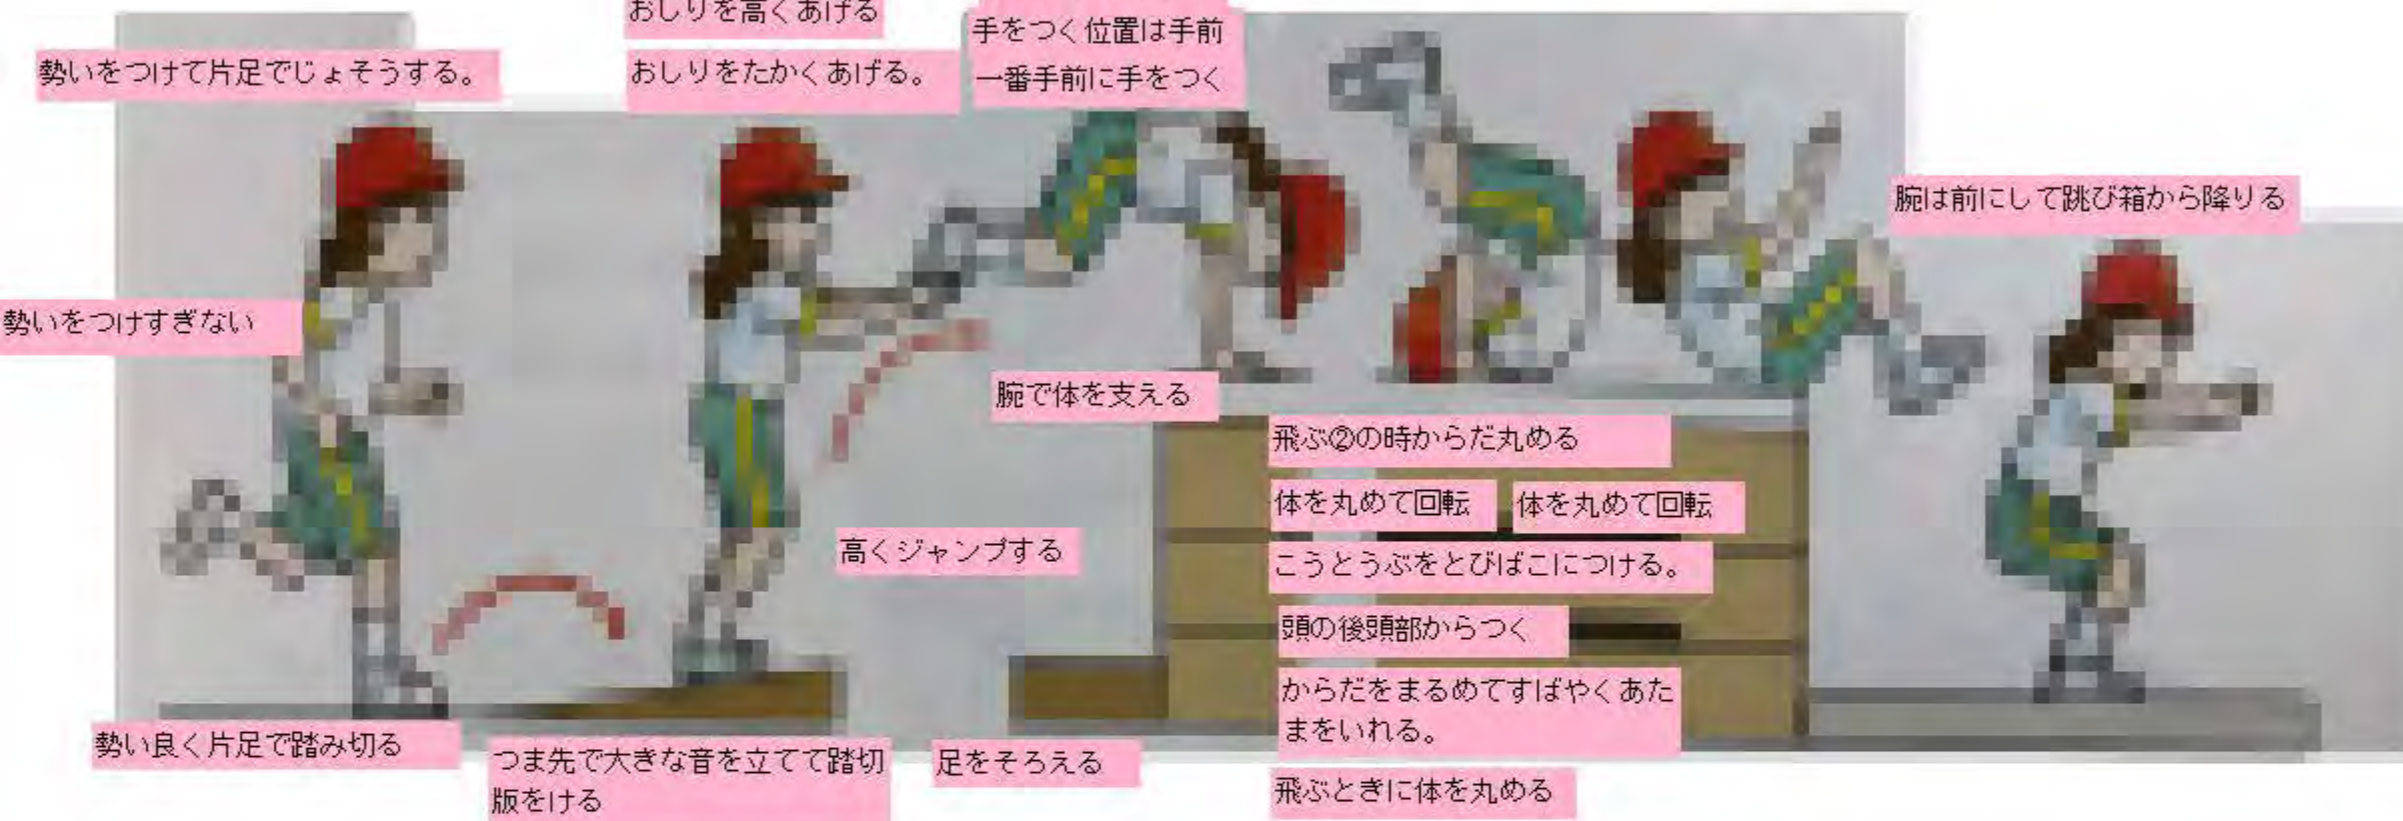 おしりを高くあげる
おしりをたかくあげる。
手をつく位置は手前
一番手前に手をつく
勢いをつけて片足でじょそうする。
腕は前にして跳び箱から降りる
勢いをつけすぎない
腕で体を支える
飛ぶ②の時からだ丸める
体を丸めて回転
体を丸めて回転
高くジャンプする
こうとうぶをとびばこにつける。
頭の後頭部からつく
からだをまるめてすばやくあた
まをいれる。
勢い良く片足で踏み切る
つま先で大きな音を立てて踏切
版をける
足をそろえる
飛ぶときに体を丸める